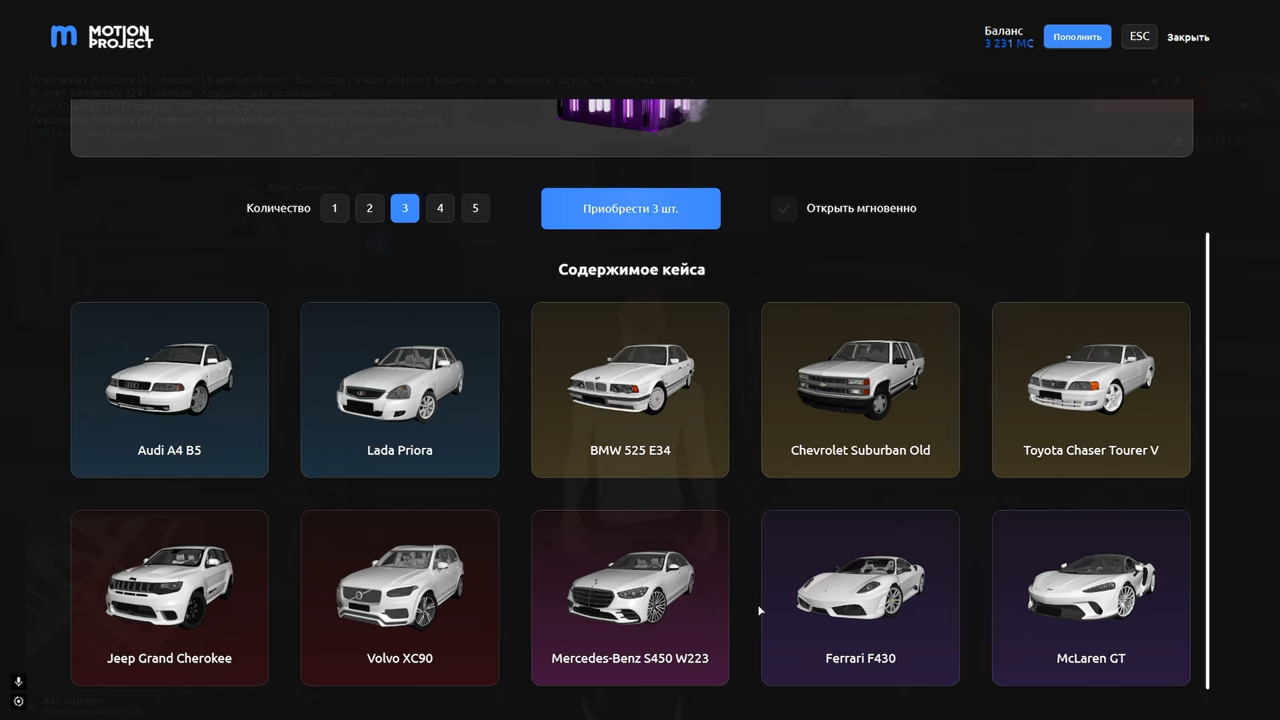 MOTION
PROJECT
Баланс
3 231 MC
Пополнить
ESC
Закрыть
Количество
1
2
3
4
5
Приобрести 3 шт.
Открыть мгновенно
Содержимое кейса
Audi A4 B5
Lada Priora
BMW 525 E34
Chevrolet Suburban Old
Toyota Chaser Tourer V
Jeep Grand Cherokee
Volvo XC90
Mercedes-Benz S450 W223
Ferrari F430
McLaren GT